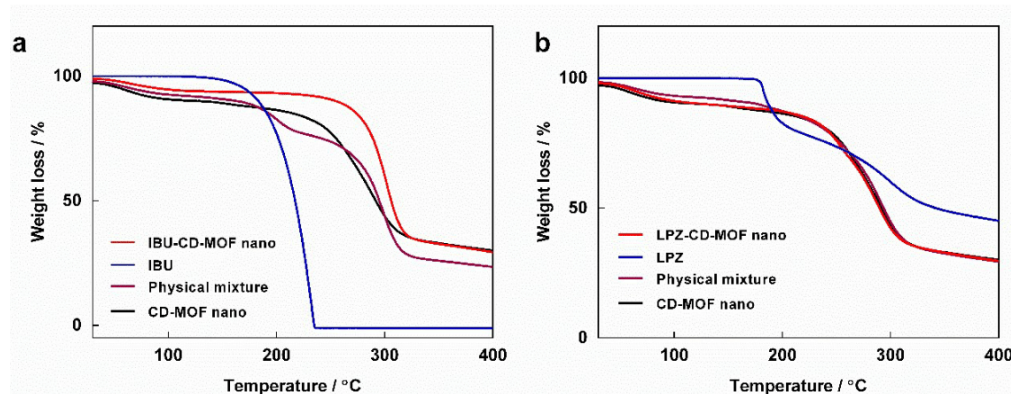 a
Weight loss / %
100
50
0
IBU-CD-MOF nano
IBU
Physical mixture
CD-MOF nano
100 200 300 400
Temperature / °C
b
Weight loss / %
100
50
0
LPZ-CD-MOF nano
LPZ
Physical mixture
CD-MOF nano
100 200 300 400
Temperature / °C